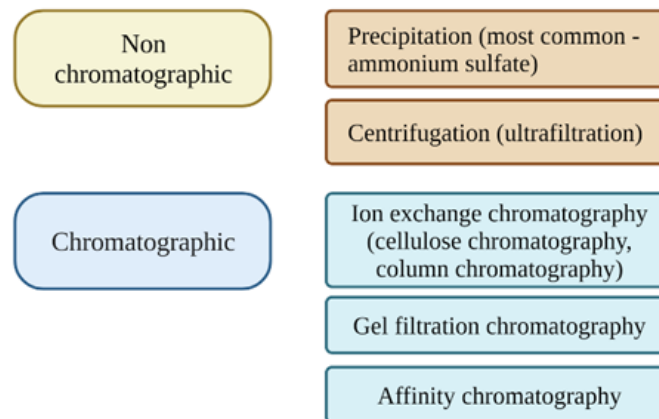 Non
chromatographic
Precipitation (most common -
ammonium sulfate)
Centrifugation (ultrafiltration)
Chromatographic
Ion exchange chromatography
(cellulose chromatography,
column chromatography)
Gel filtration chromatography
Affinity chromatography